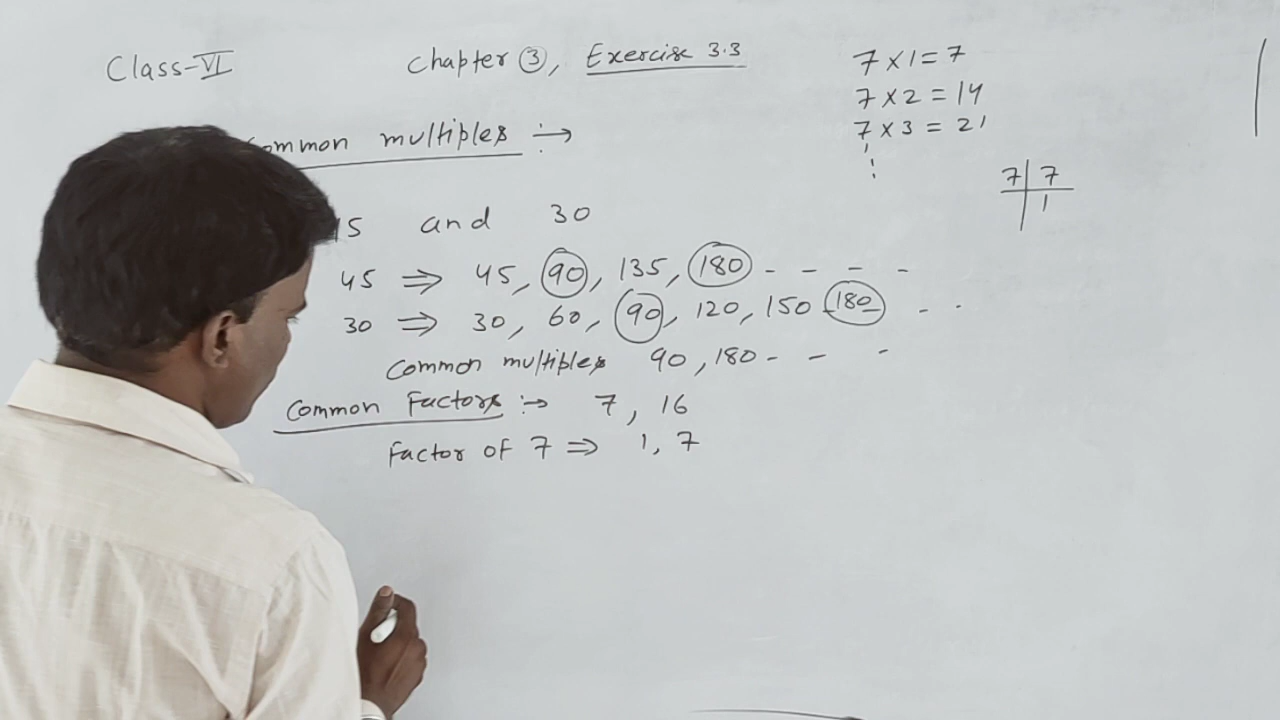 Class-VI chapter ③, Exercise 3.3
7 × 1 = 7
7 × 2 = 14
7 × 3 = 21
7 | 7
1
ommon multiples :→
15 and 30
45 ⇒ 45, 90, 135, 180 - - - -
30 ⇒ 30, 60, 90, 120, 150 180 - -
Common multiples 90, 180 - - -
Common Factors :→ 7, 16
Factor of 7 ⇒ 1, 7